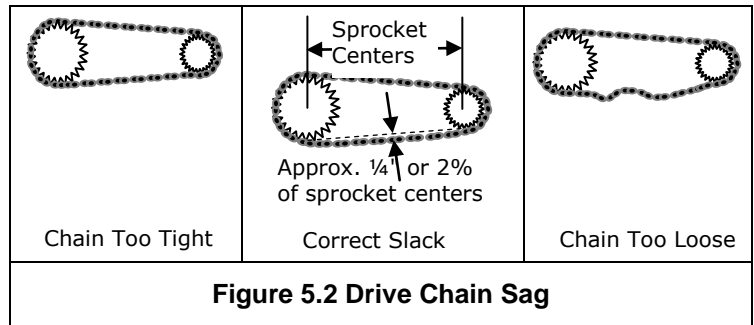 Chain Too Tight
Sprocket
Centers
Approx. ¼" or 2%
of sprocket centers
Correct Slack
Chain Too Loose
Figure 5.2 Drive Chain Sag